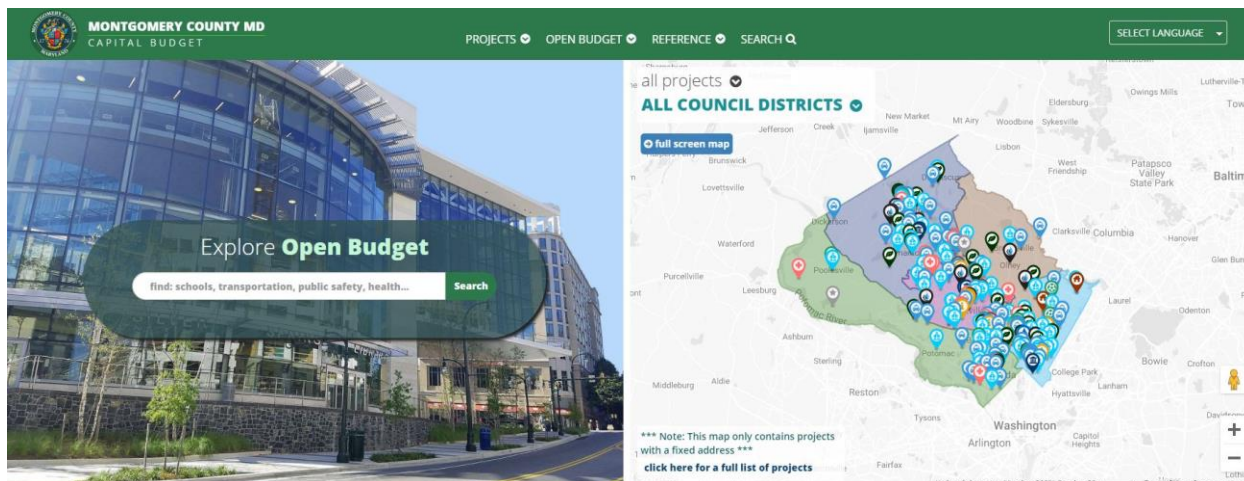 MONTGOMERY COUNTY MD
CAPITAL BUDGET
PROJECTS OPEN BUDGET REFERENCE SEARCH
SELECT LANGUAGE
Explore Open Budget
find: schools, transportation, public safety, health...
Search
all projects
ALL COUNCIL DISTRICTS
full screen map
Lutherville-T
Owings Mills
Eldersburg
New Market
Mt Airy
Woodbine
Sykesville
Jefferson
Creek
Ijamsville
Lisbon
Brunswick
West
Friendship
Patapsco
Valley
State Park
Baltim
Lovettsville
Dickerson
Clarksville
Columbia
Waterford
Hanover
Poolesville
Olney
Glen Bur
Purcellville
Leesburg
Potomac River
Laurel
Odenton
Ashburn
Potomac
Sterling
Bowie
Crofton
College Park
Middleburg
Aldie
Lanham
Hyattsville
Reston
Tysons
Washington
Capitol
Heights
Arlington
Fairfax
*** Note: This map only contains projects
with a fixed address ***
click here for a full list of projects